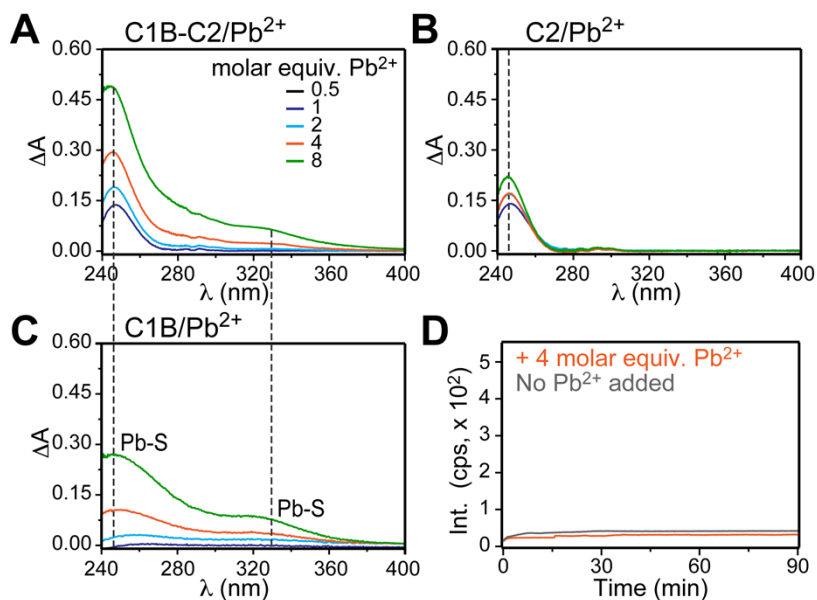 A C1B-C2/Pb²⁺
molar equiv. Pb²⁺
0.5
1
2
4
8
0.60
0.45
0.30
0.15
0.00
ΔA
240 280 320 360 400
λ (nm)
B C2/Pb²⁺
0.60
0.45
0.30
0.15
0.00
ΔA
240 280 320 360 400
λ (nm)
C C1B/Pb²⁺
0.60
0.45
0.30
0.15
0.00
ΔA
Pb-S
Pb-S
240 280 320 360 400
λ (nm)
D
+ 4 molar equiv. Pb²⁺
No Pb²⁺ added
5
4
3
2
1
0
Int. (cps, x 10²)
0 30 60 90
Time (min)